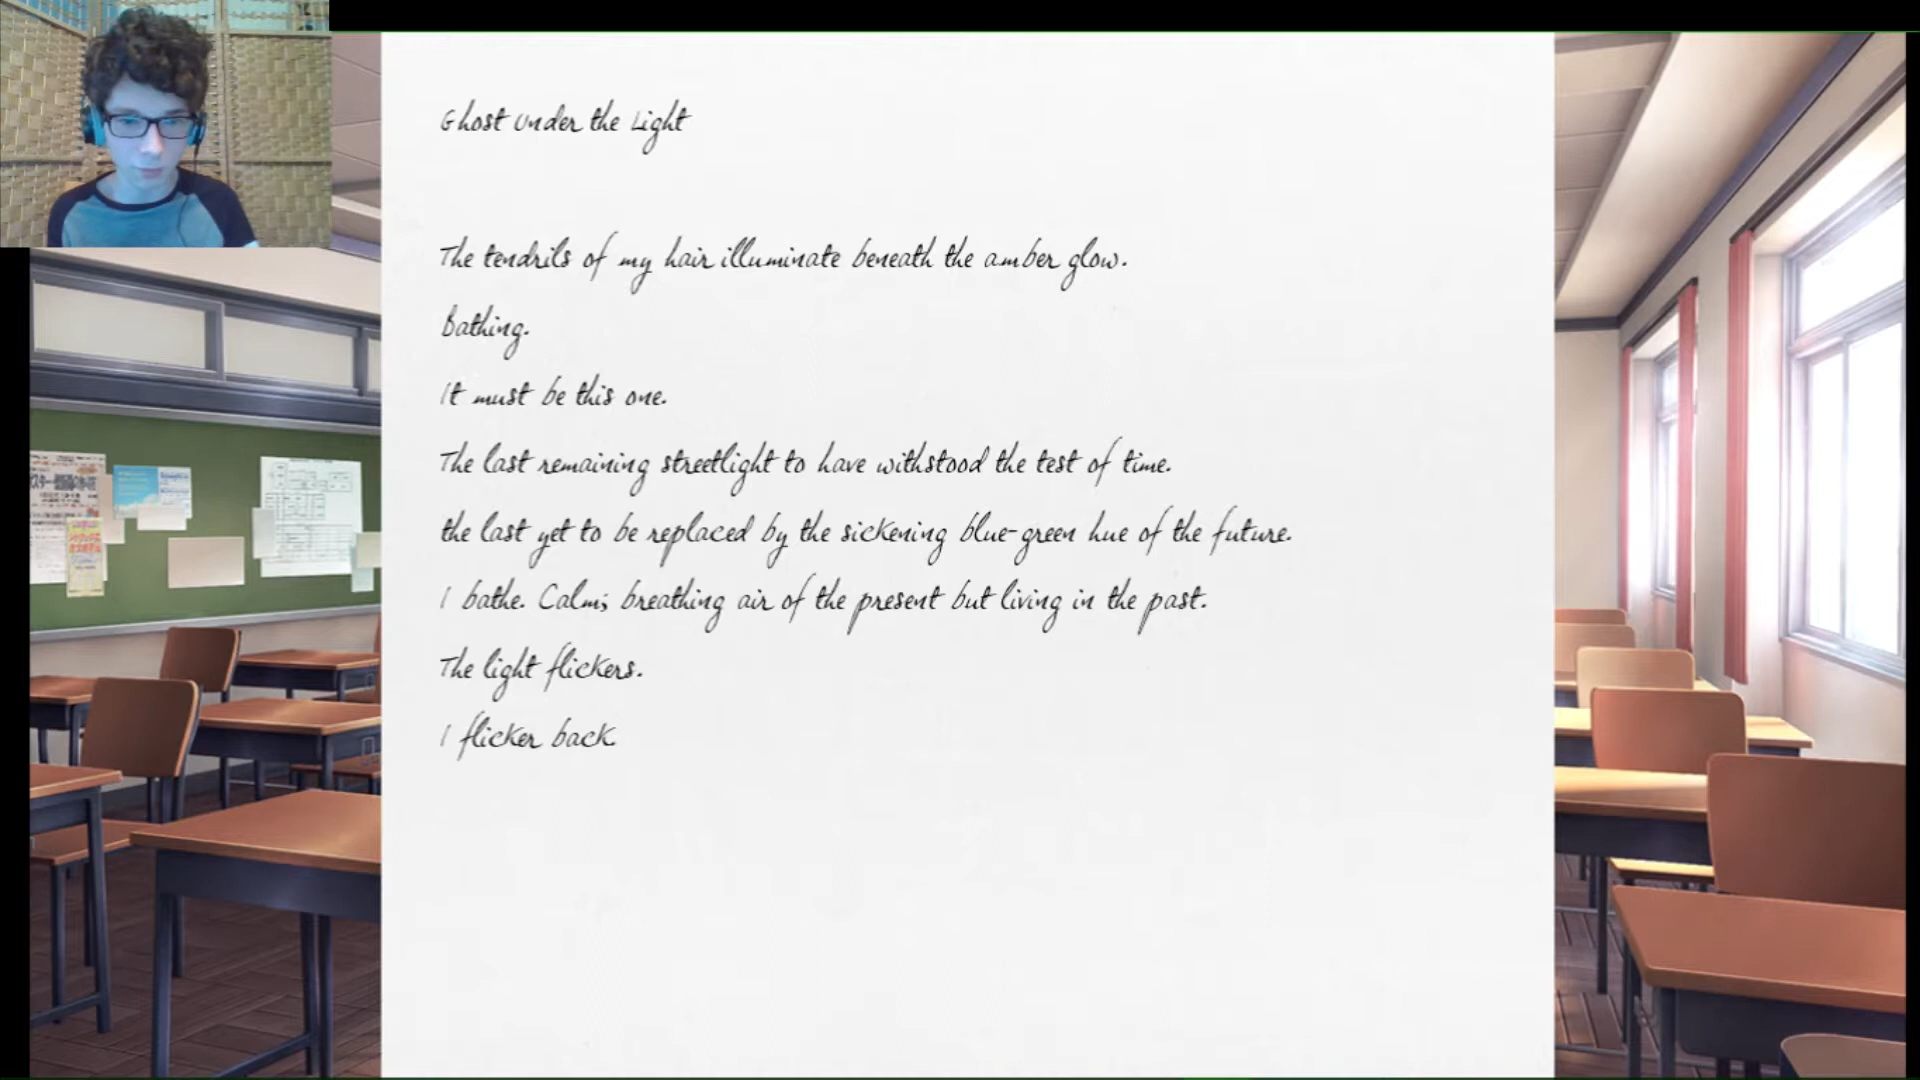 Ghost Under the Light
The tendrils of my hair illuminate beneath the amber glow.
Bathing.
It must be this one.
The last remaining streetlight to have withstood the test of time.
the last yet to be replaced by the sickening blue-green hue of the future.
I bathe. Calm; breathing air of the present but living in the past.
The light flickers.
I flicker back.